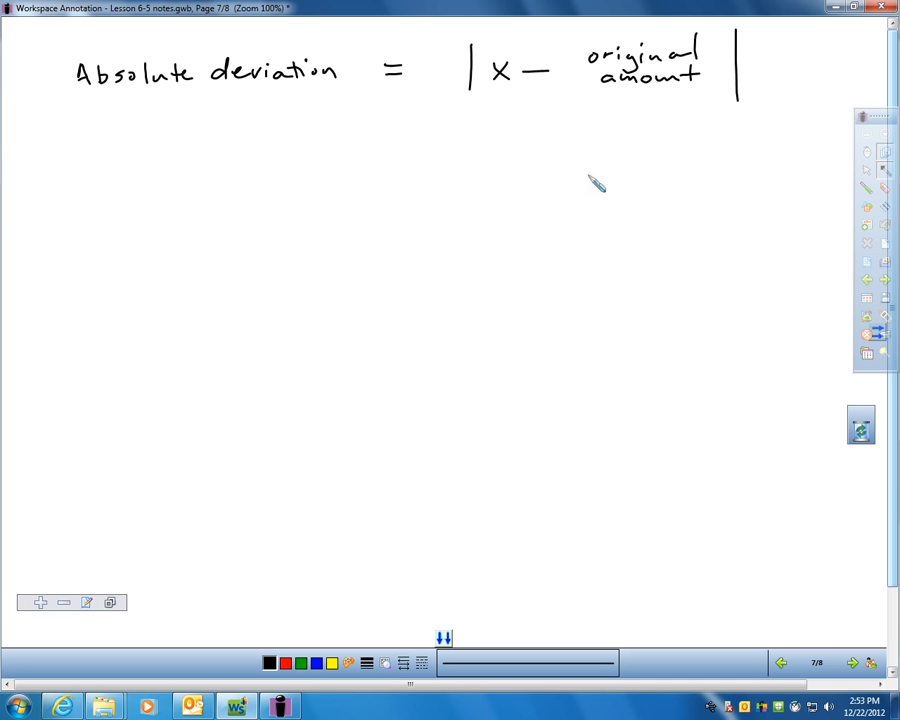 Workspace Annotation - Lesson 6-5 notes.gwb, Page 7/8 (Zoom 100%) *
Absolute deviation = | x - original amount |
7/8
2:53 PM
12/22/2012